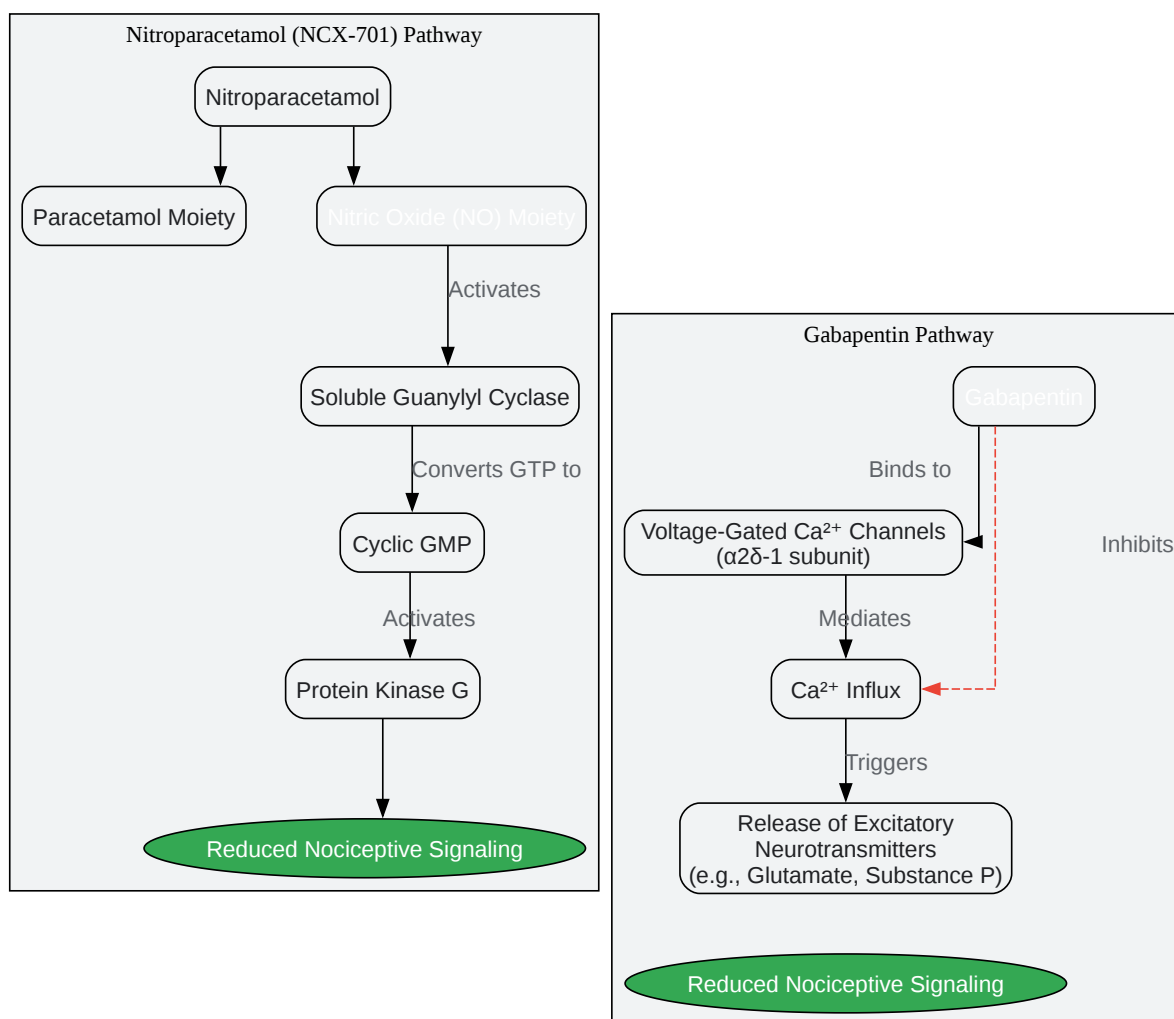 Nitroparacetamol (NCX-701) Pathway
Nitroparacetamol
Paracetamol Moiety
Nitric Oxide (NO) Moiety
Activates
Soluble Guanylyl Cyclase
Converts GTP to
Cyclic GMP
Activates
Protein Kinase G
Reduced Nociceptive Signaling
Gabapentin Pathway
Gabapentin
Binds to
Voltage-Gated Ca²⁺ Channels
(α2δ-1 subunit)
Inhibits
Mediates
Ca²⁺ Influx
Triggers
Release of Excitatory
Neurotransmitters
(e.g., Glutamate, Substance P)
Reduced Nociceptive Signaling